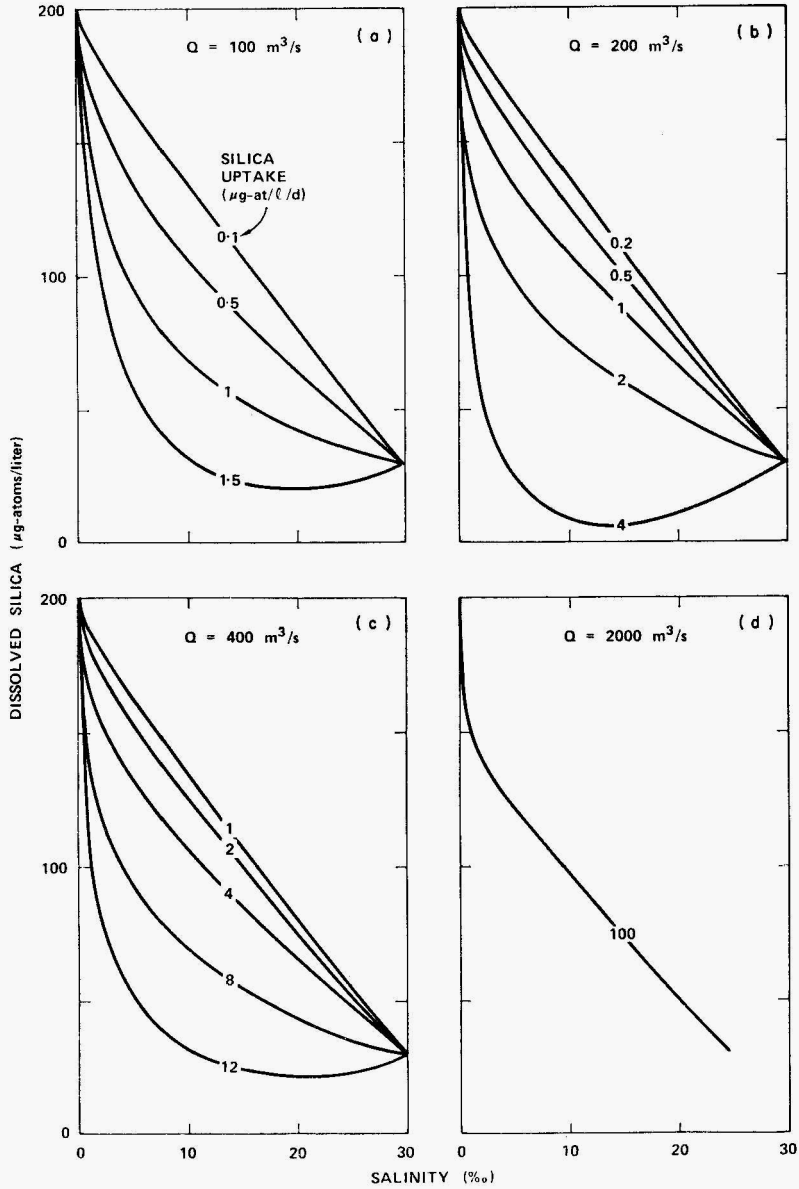 200
( a )
Q = 100 m³/s
SILICA
UPTAKE
(μg-at/ℓ/d)
0·1
100
0·5
1
1·5
0
( b )
Q = 200 m³/s
0.2
0.5
1
2
4
DISSOLVED SILICA (μg-atoms/liter)
200
( c )
Q = 400 m³/s
1
2
100
4
8
12
0
0
10
20
30
( d )
Q = 2000 m³/s
100
0
10
20
30
SALINITY (‰)